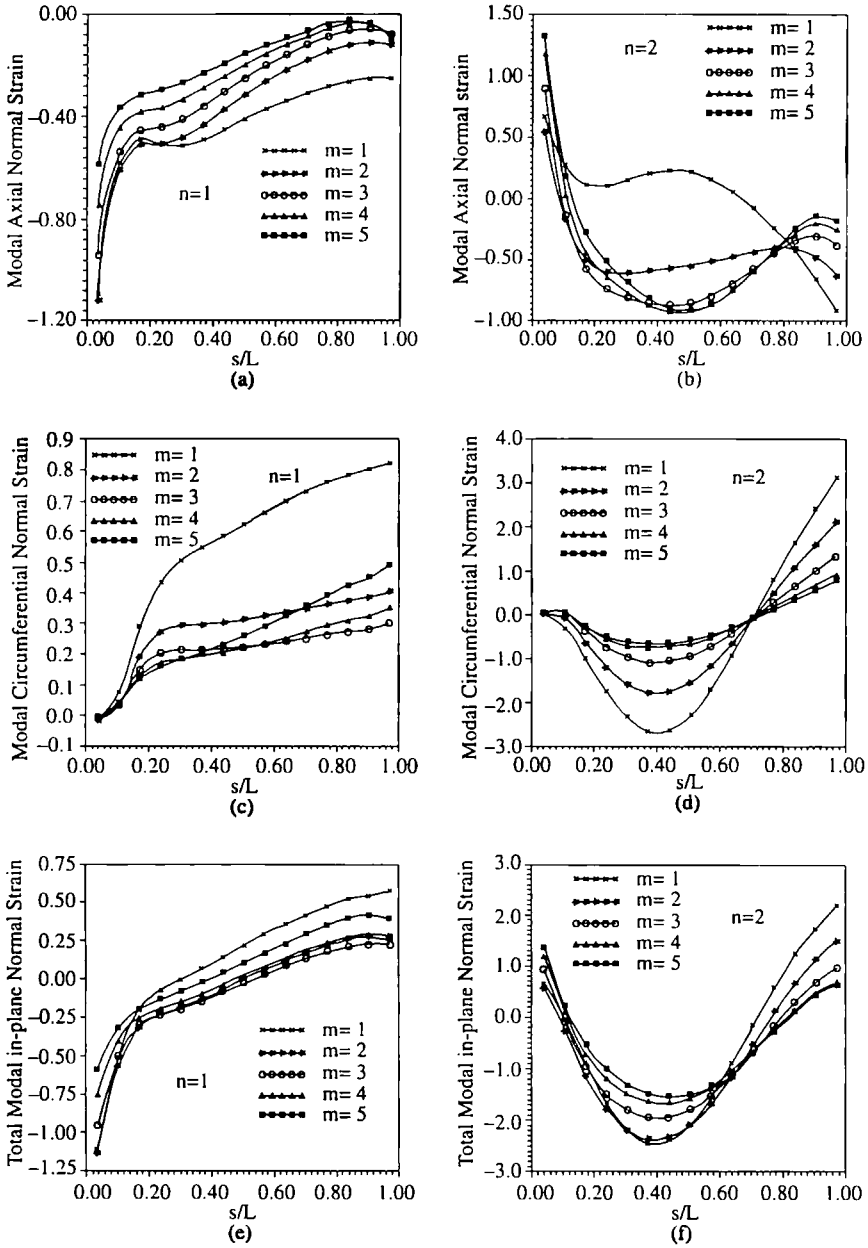 Modal Axial Normal Strain
0.00
−0.40
−0.80
−1.20
n=1
m= 1
m= 2
m= 3
m= 4
m= 5
0.00 0.20 0.40 0.60 0.80 1.00
s/L
(a)
Modal Axial Normal strain
1.50
1.00
0.50
0.00
−0.50
−1.00
n=2
m= 1
m= 2
m= 3
m= 4
m= 5
0.00 0.20 0.40 0.60 0.80 1.00
s/L
(b)
Modal Circumferential Normal Strain
0.9
0.8
0.7
0.6
0.5
0.4
0.3
0.2
0.1
0.0
−0.1
m= 1
m= 2
m= 3
m= 4
m= 5
n=1
0.00 0.20 0.40 0.60 0.80 1.00
s/L
(c)
Modal Circumferential Normal Strain
4.0
3.0
2.0
1.0
0.0
−1.0
−2.0
−3.0
m= 1
m= 2
m= 3
m= 4
m= 5
n=2
0.00 0.20 0.40 0.60 0.80 1.00
s/L
(d)
Total Modal in-plane Normal Strain
0.75
0.50
0.25
0.00
−0.25
−0.50
−0.75
−1.00
−1.25
n=1
m= 1
m= 2
m= 3
m= 4
m= 5
0.00 0.20 0.40 0.60 0.80 1.00
s/L
(e)
Total Modal in-plane Normal Strain
3.0
2.0
1.0
0.0
−1.0
−2.0
−3.0
m= 1
m= 2
m= 3
m= 4
m= 5
n=2
0.00 0.20 0.40 0.60 0.80 1.00
s/L
(f)